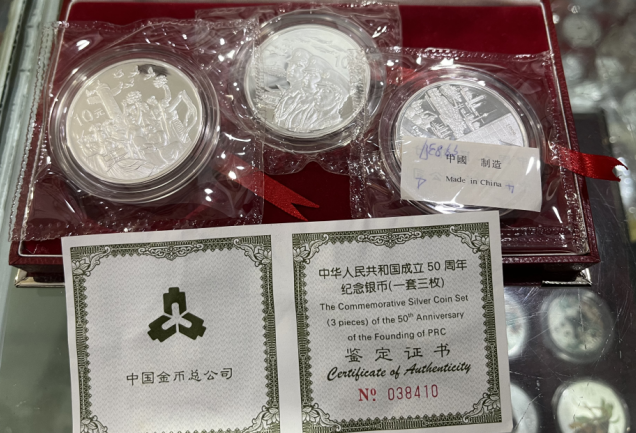 10元
中國 制造
Made in China
中国金币总公司
中华人民共和国成立 50 周年
纪念银币(一套三枚)
The Commemorative Silver Coin Set
(3 pieces) of the 50th Anniversary
of the Founding of PRC
鉴定证书
Certificate of Authenticity
Nº 038410